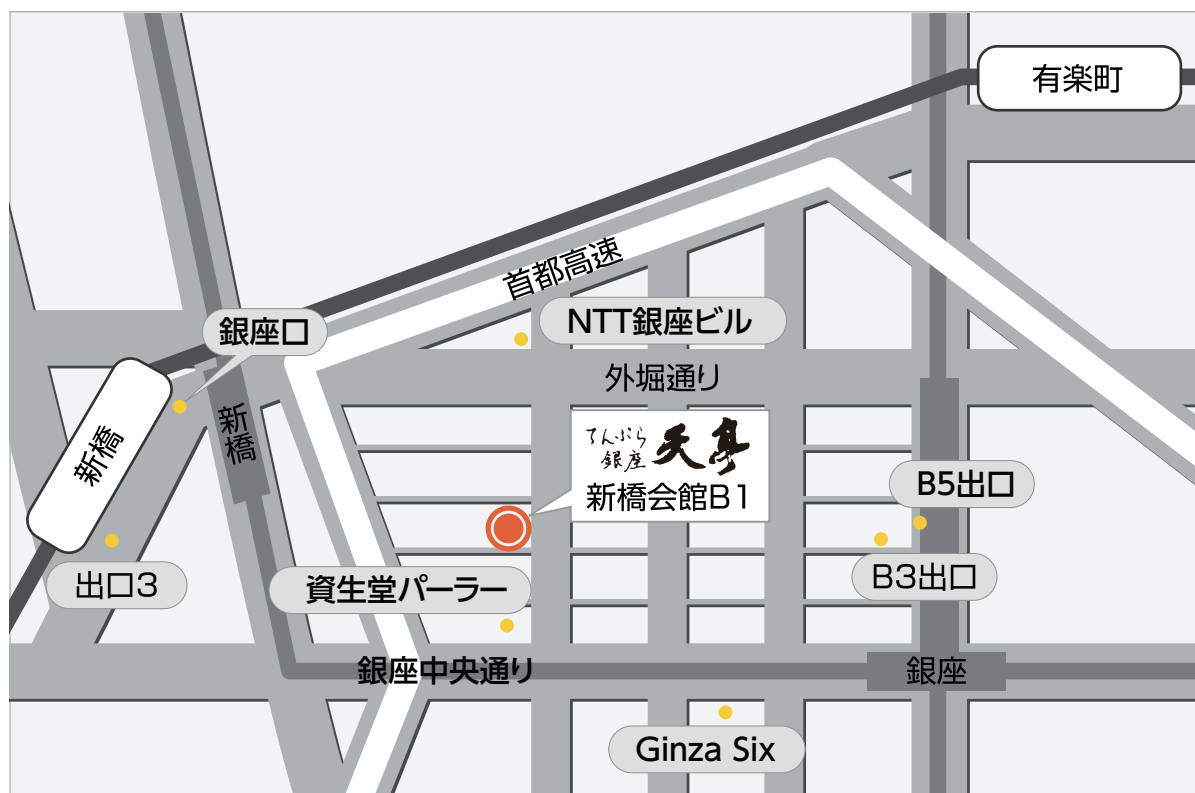 有楽町
首都高速
銀座口
NTT銀座ビル
外堀通り
新橋
新橋
てんぷら
銀座
天亭
新橋会館B1
B5出口
B3出口
出口3
資生堂パーラー
銀座中央通り
銀座
Ginza Six